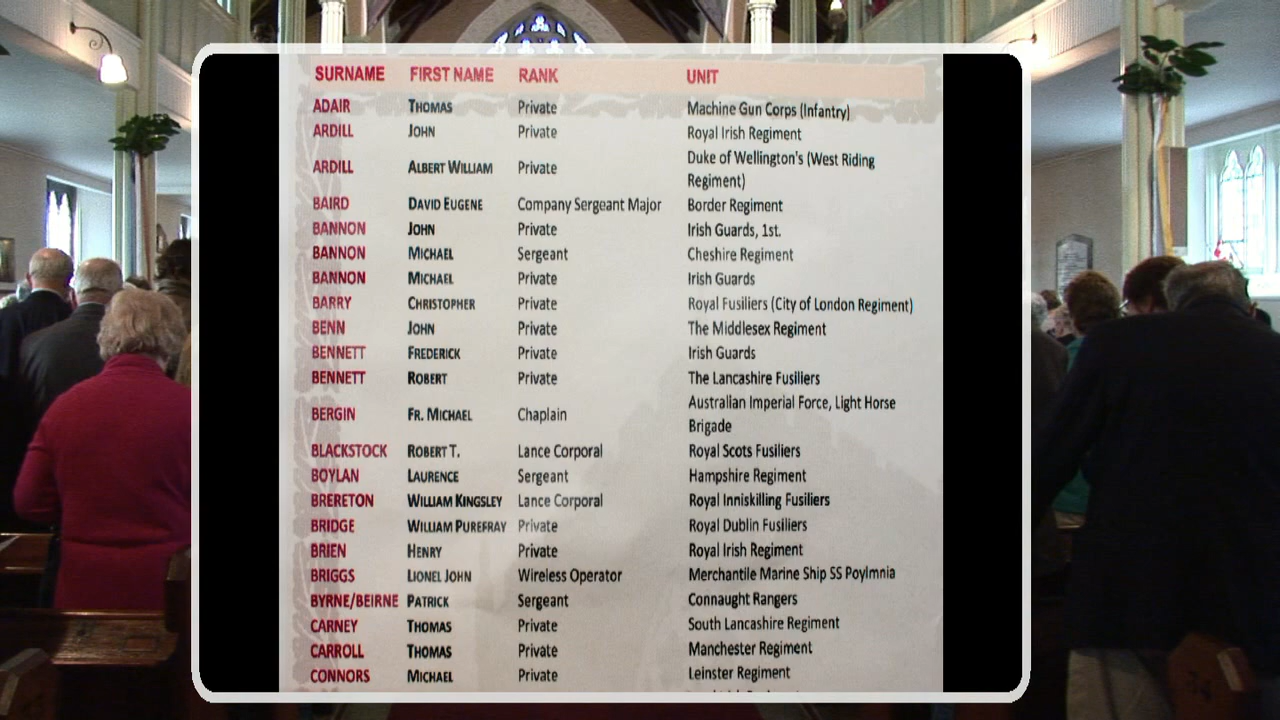 SURNAME FIRST NAME RANK UNIT
ADAIR THOMAS Private Machine Gun Corps (Infantry)
ARDILL JOHN Private Royal Irish Regiment
ARDILL ALBERT WILLIAM Private Duke of Wellington's (West Riding
Regiment)
BAIRD DAVID EUGENE Company Sergeant Major Border Regiment
BANNON JOHN Private Irish Guards, 1st.
BANNON MICHAEL Sergeant Cheshire Regiment
BANNON MICHAEL Private Irish Guards
BARRY CHRISTOPHER Private Royal Fusiliers (City of London Regiment)
BENN JOHN Private The Middlesex Regiment
BENNETT FREDERICK Private Irish Guards
BENNETT ROBERT Private The Lancashire Fusiliers
BERGIN FR. MICHAEL Chaplain Australian Imperial Force, Light Horse
Brigade
BLACKSTOCK ROBERT T. Lance Corporal Royal Scots Fusiliers
BOYLAN LAURENCE Sergeant Hampshire Regiment
BRERETON WILLIAM KINGSLEY Lance Corporal Royal Inniskilling Fusiliers
BRIDGE WILLIAM PUREFRAY Private Royal Dublin Fusiliers
BRIEN HENRY Private Royal Irish Regiment
BRIGGS LIONEL JOHN Wireless Operator Merchantile Marine Ship SS Poylmnia
BYRNE/BEIRNE PATRICK Sergeant Connaught Rangers
CARNEY THOMAS Private South Lancashire Regiment
CARROLL THOMAS Private Manchester Regiment
CONNORS MICHAEL Private Leinster Regiment